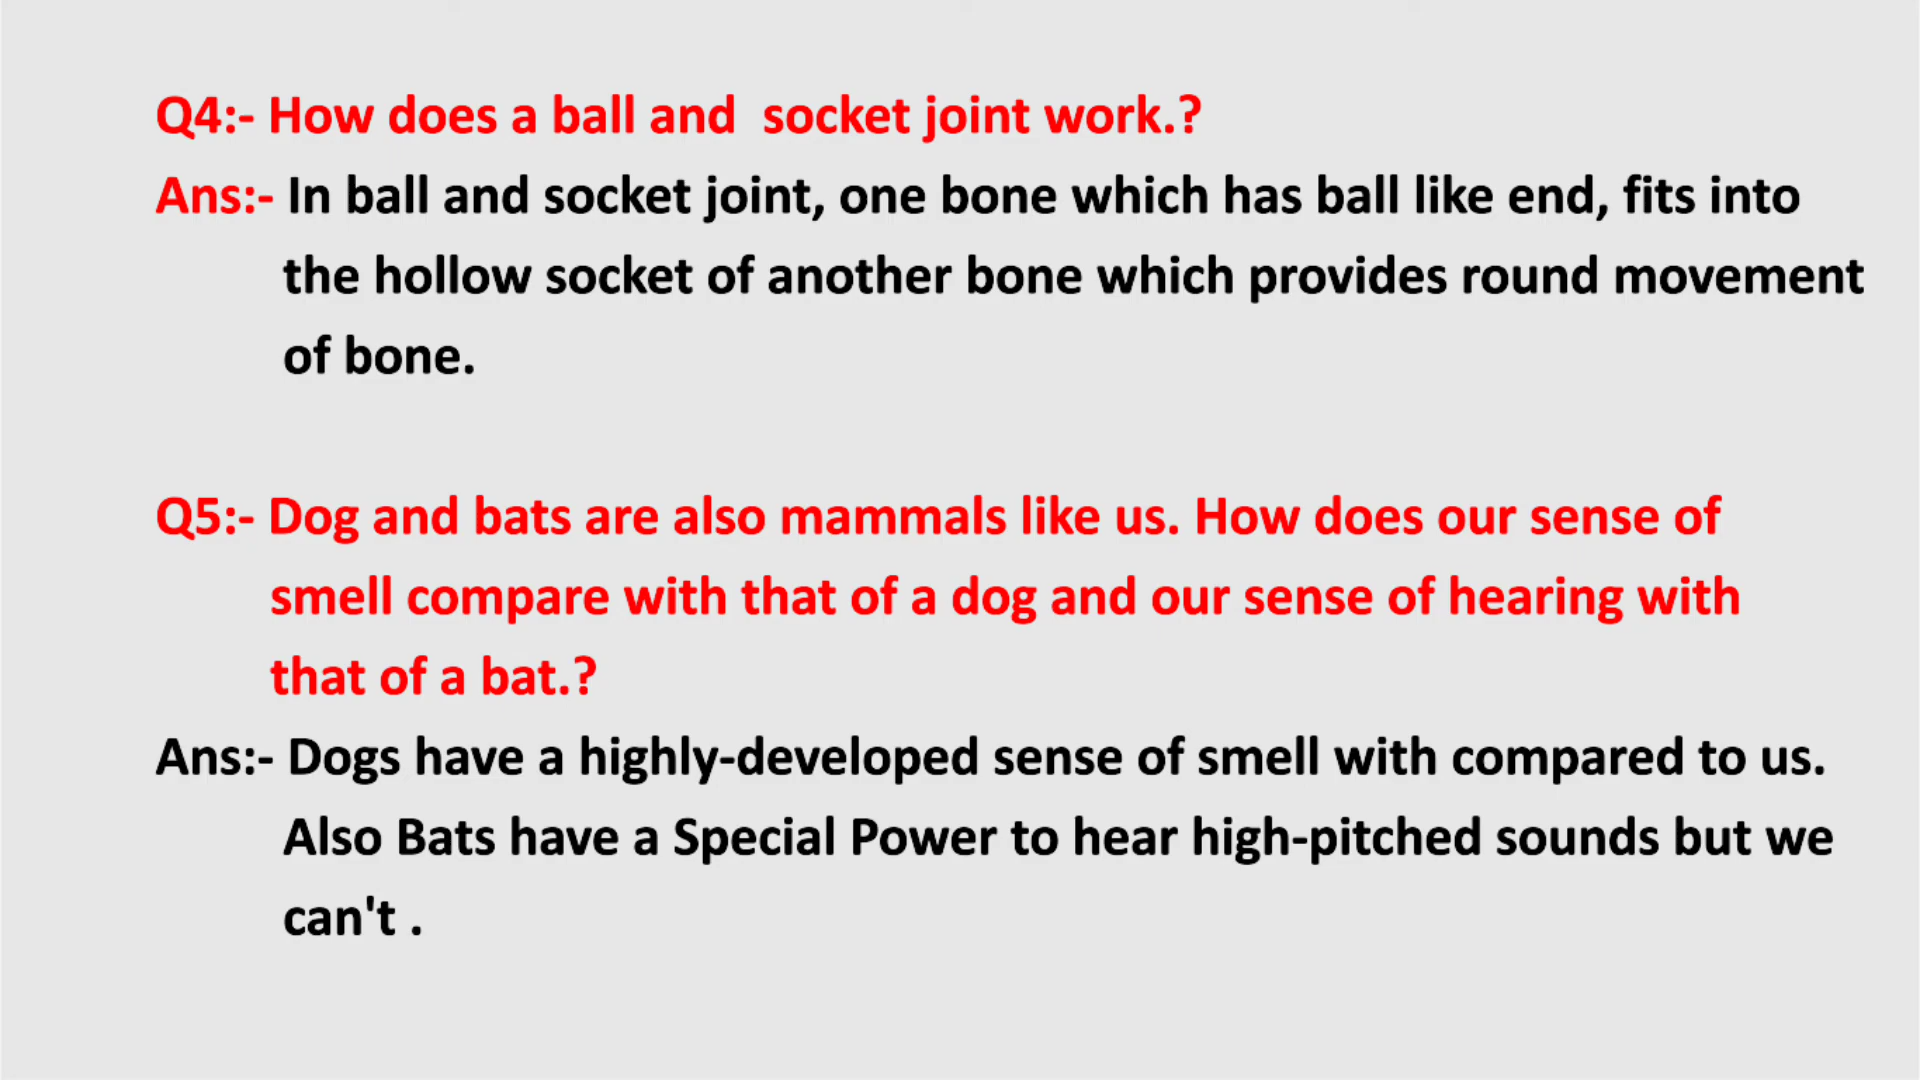 Q4:- How does a ball and  socket joint work.?
Ans:- In ball and socket joint, one bone which has ball like end, fits into
the hollow socket of another bone which provides round movement
of bone.
Q5:- Dog and bats are also mammals like us. How does our sense of
smell compare with that of a dog and our sense of hearing with
that of a bat.?
Ans:- Dogs have a highly-developed sense of smell with compared to us.
Also Bats have a Special Power to hear high-pitched sounds but we
can't .